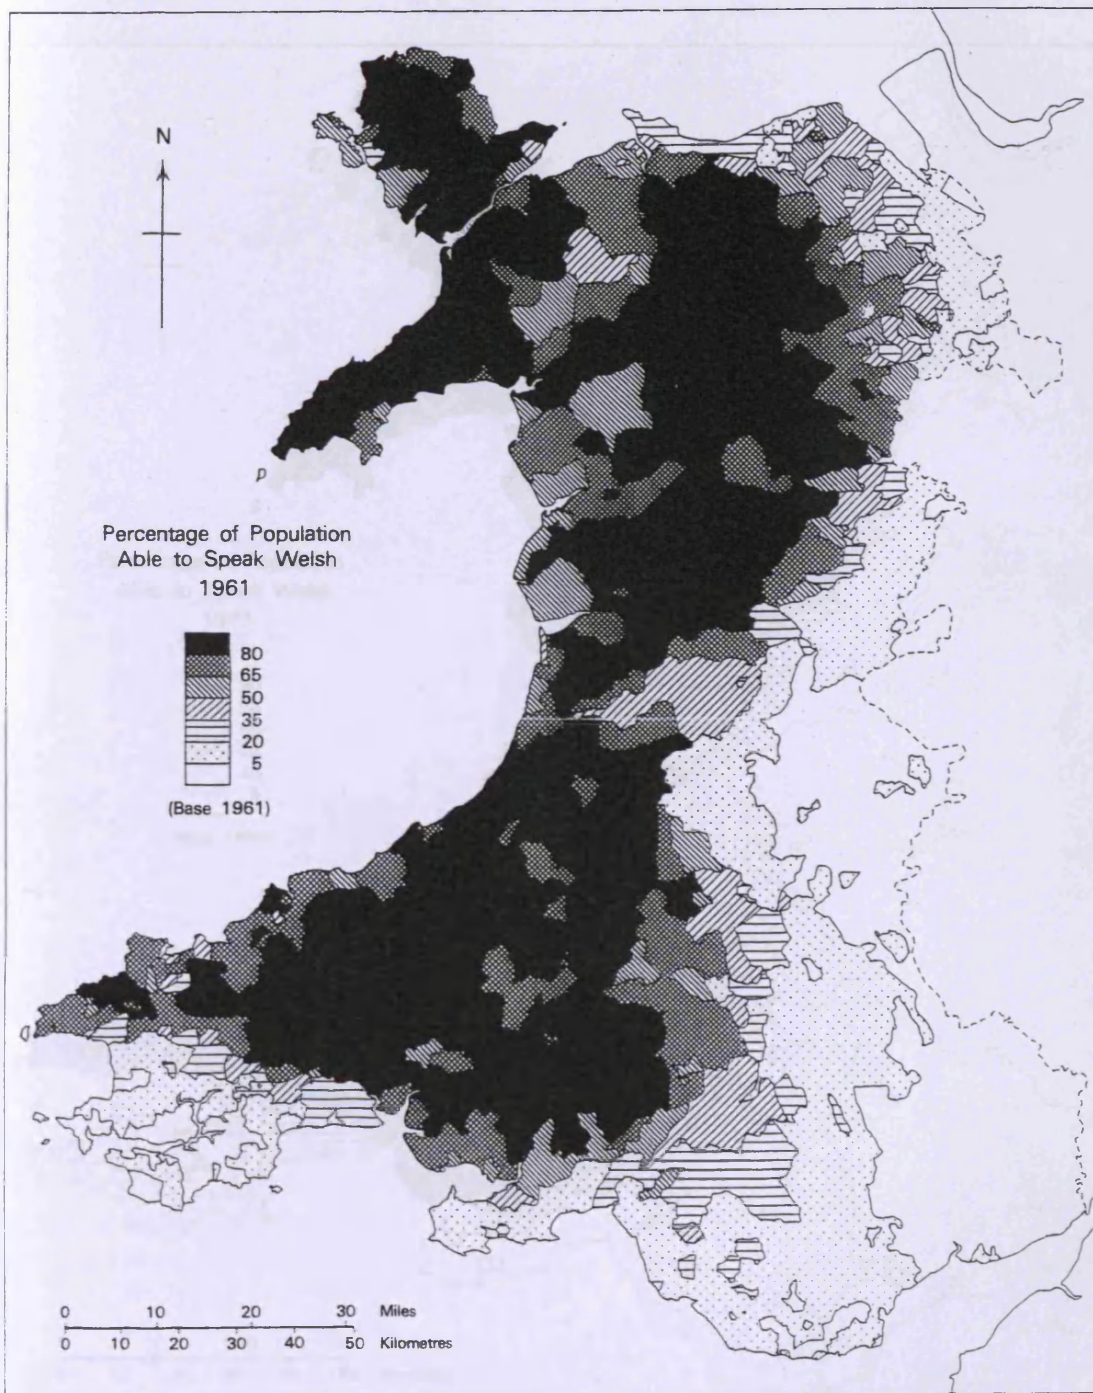 N
p
Percentage of Population
Able to Speak Welsh
1961
80
65
50
35
20
5
(Base 1961)
0 10 20 30 Miles
0 10 20 30 40 50 Kilometres